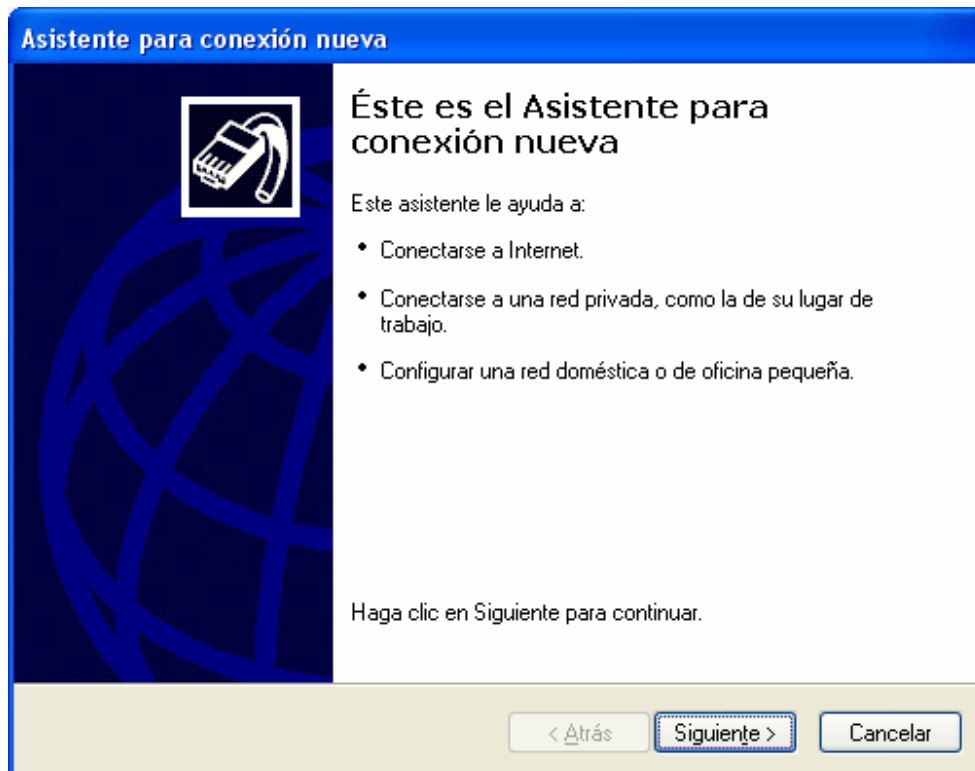 Asistente para conexión nueva
Éste es el Asistente para
conexión nueva
Este asistente le ayuda a:
• Conectarse a Internet.
• Conectarse a una red privada, como la de su lugar de
trabajo.
• Configurar una red doméstica o de oficina pequeña.
Haga clic en Siguiente para continuar.
< Atrás Siguiente > Cancelar